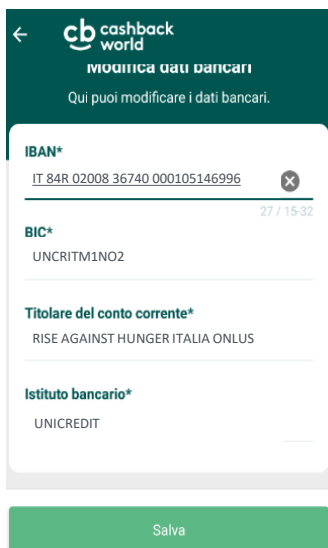 cb cashback
world
Modifica dati bancari
Qui puoi modificare i dati bancari.
IBAN*
IT 84R 02008 36740 000105146996
27 / 15-32
BIC*
UNCRITM1NO2
Titolare del conto corrente*
RISE AGAINST HUNGER ITALIA ONLUS
Istituto bancario*
UNICREDIT
Salva